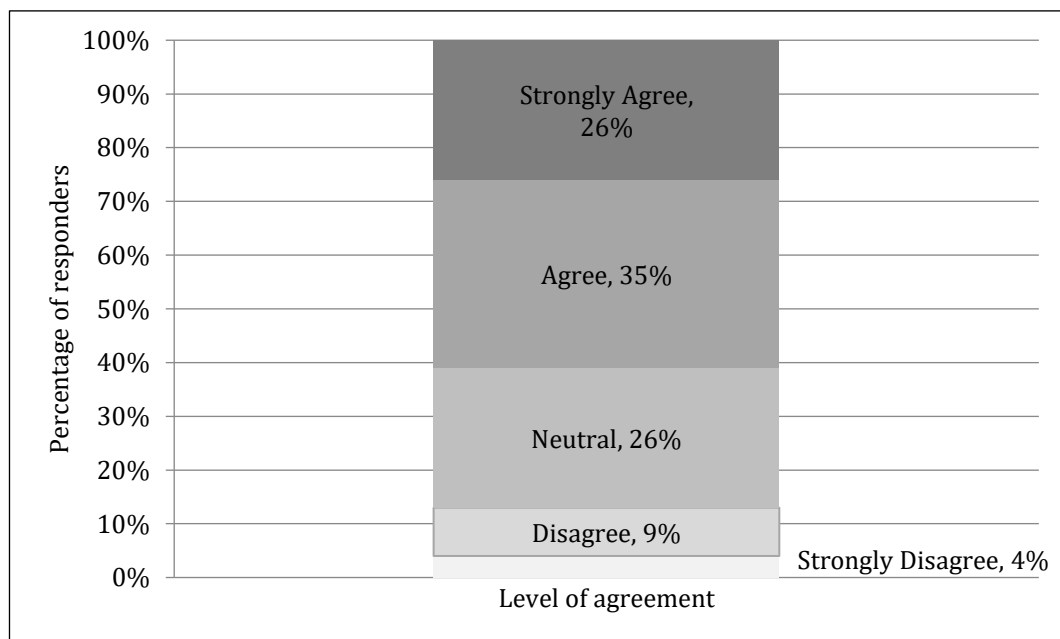 100%
90%
80%
70%
60%
50%
40%
30%
20%
10%
0%
Percentage of responders
Strongly Agree,
26%
Agree, 35%
Neutral, 26%
Disagree, 9%
Strongly Disagree, 4%
Level of agreement